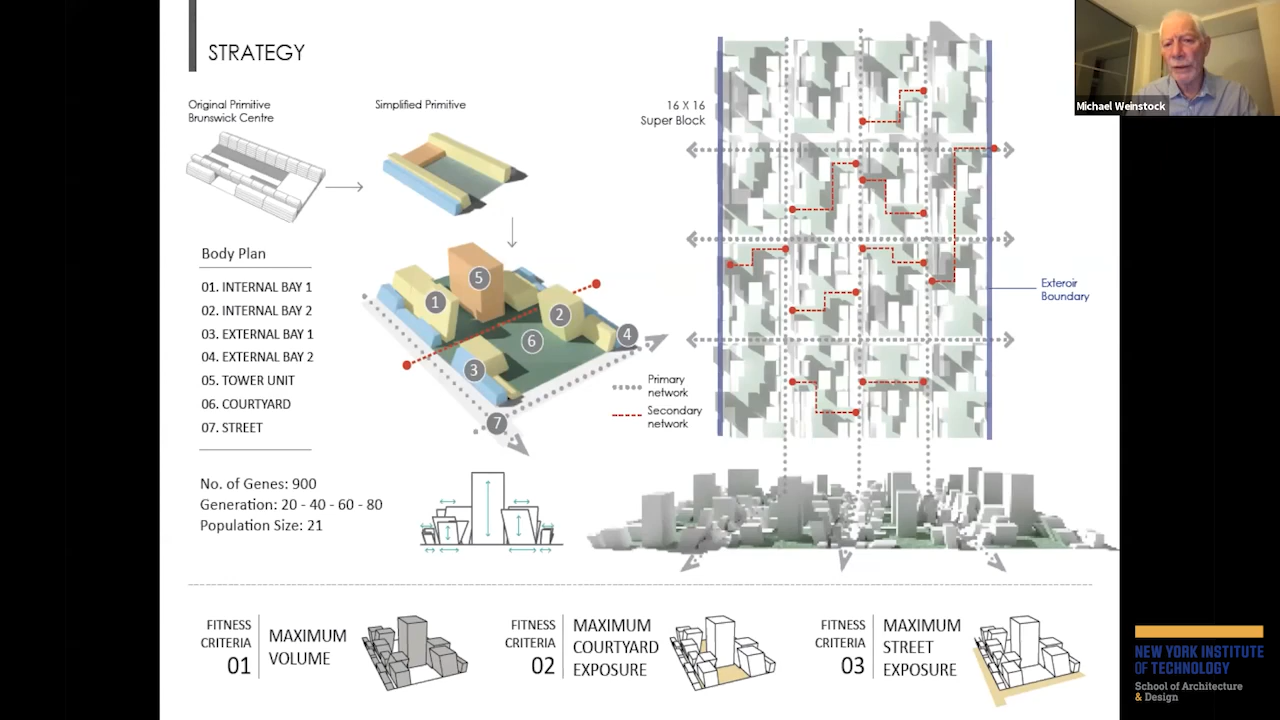 STRATEGY
Original Primitive
Brunswick Centre
Simplified Primitive
16 X 16
Super Block
Michael Weinstock
Body Plan
01. INTERNAL BAY 1
02. INTERNAL BAY 2
03. EXTERNAL BAY 1
04. EXTERNAL BAY 2
05. TOWER UNIT
06. COURTYARD
07. STREET
1
5
2
6
4
3
7
Exteroir
Boundary
Primary
network
Secondary
network
No. of Genes: 900
Generation: 20 - 40 - 60 - 80
Population Size: 21
FITNESS
CRITERIA
01
MAXIMUM
VOLUME
FITNESS
CRITERIA
02
MAXIMUM
COURTYARD
EXPOSURE
FITNESS
CRITERIA
03
MAXIMUM
STREET
EXPOSURE
NEW YORK INSTITUTE
OF TECHNOLOGY
School of Architecture
& Design